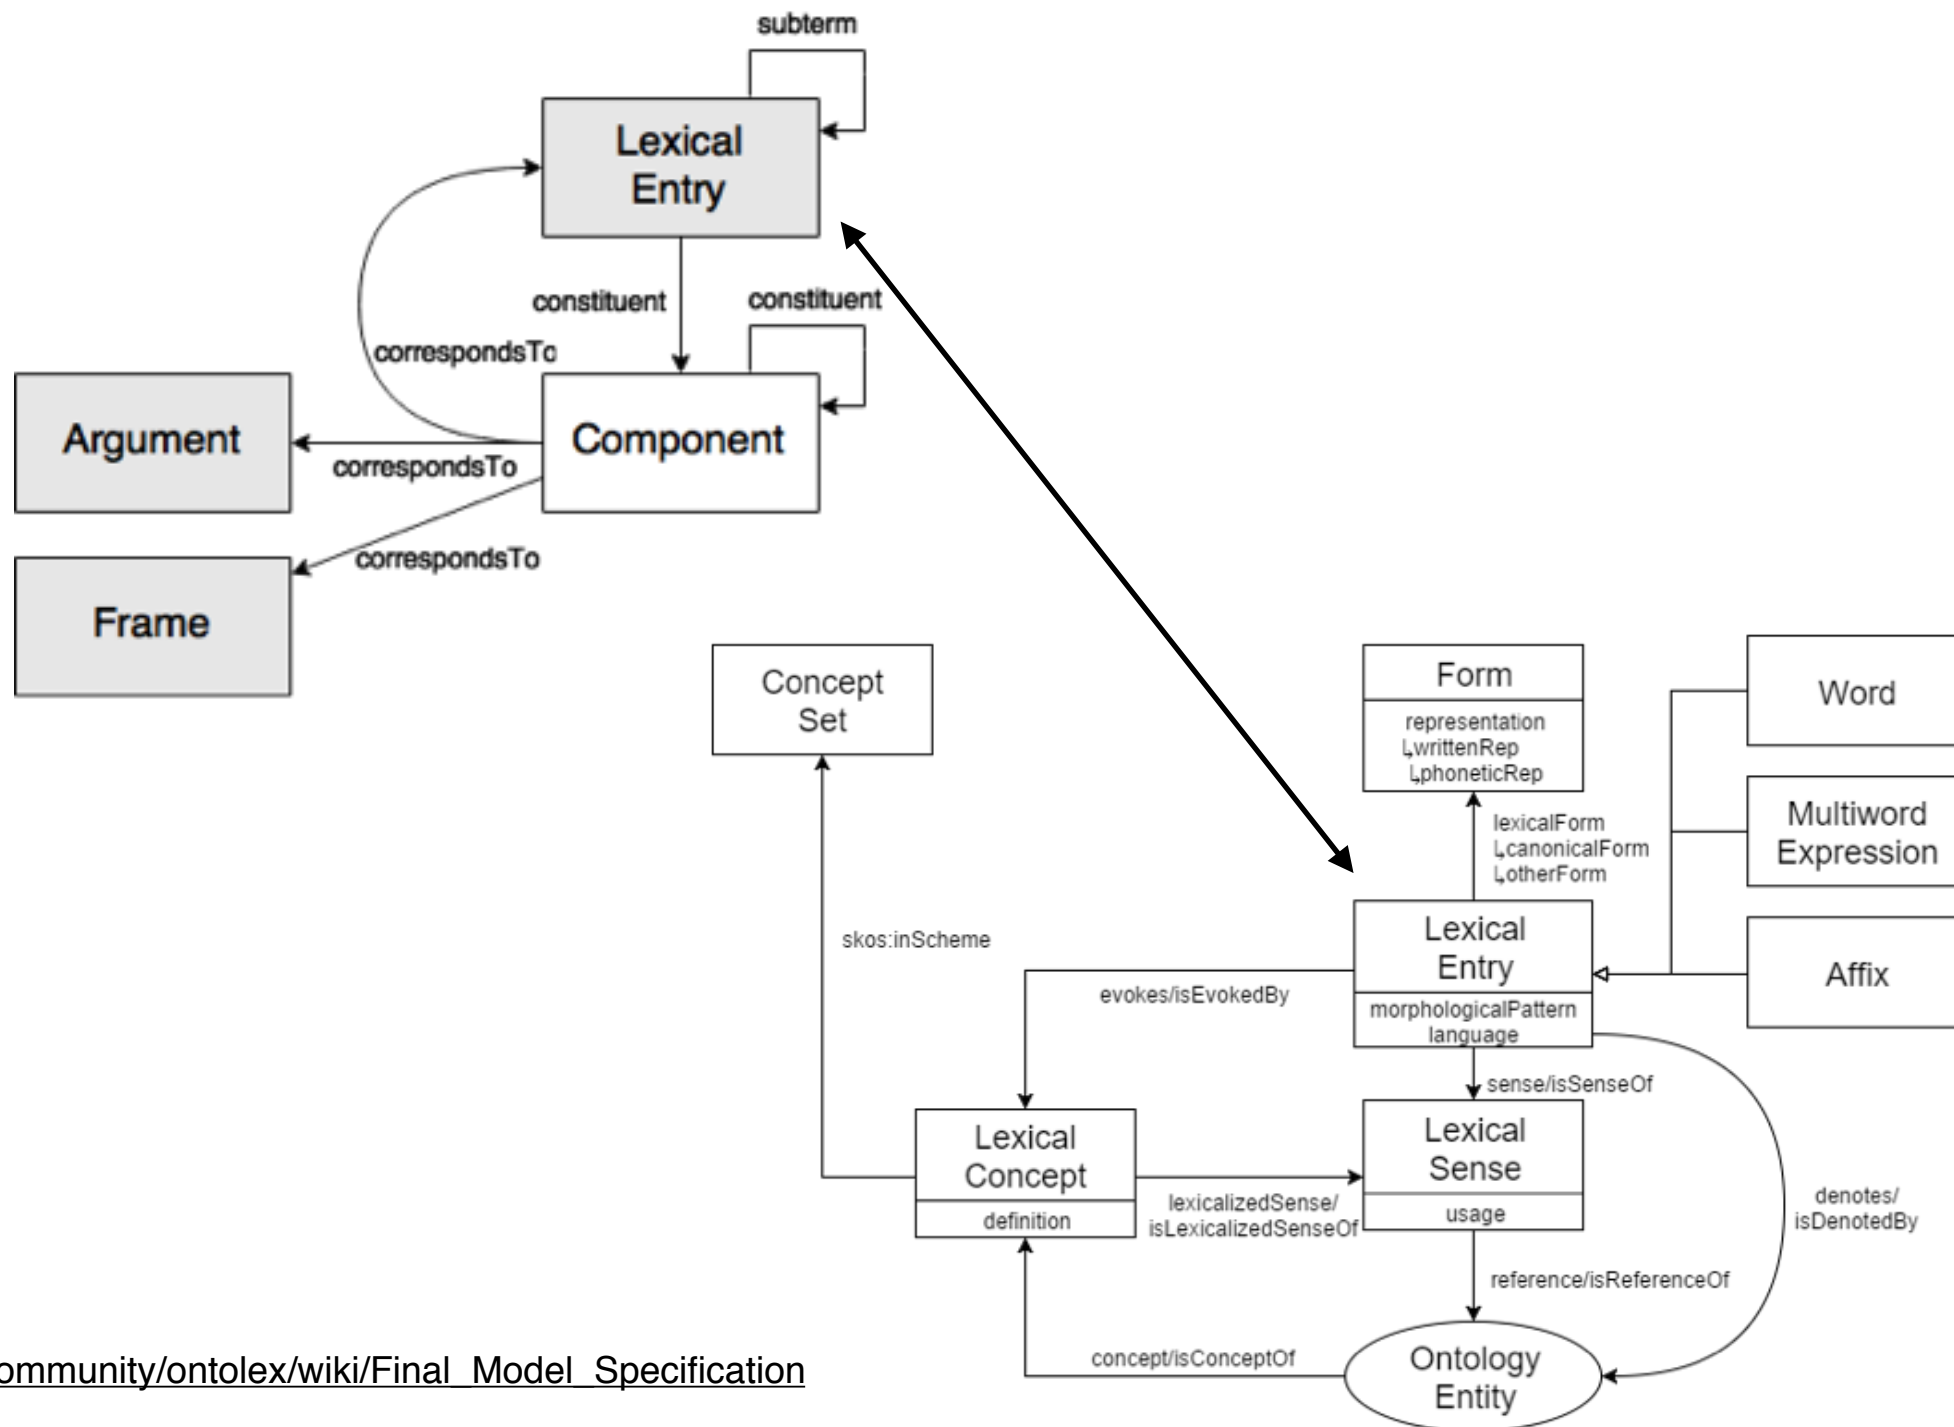 subterm
Lexical
Entry
constituent
constituent
correspondsTo
Argument
Component
correspondsTo
correspondsTo
Frame
Concept
Set
Form
representation
↳writtenRep
↳phoneticRep
Word
Multiword
Expression
lexicalForm
↳canonicalForm
↳otherForm
skos:inScheme
Lexical
Entry
morphologicalPattern
language
Affix
evokes/isEvokedBy
sense/isSenseOf
Lexical
Concept
definition
Lexical
Sense
usage
lexicalizedSense/
isLexicalizedSenseOf
denotes/
isDenotedBy
reference/isReferenceOf
concept/isConceptOf
Ontology
Entity
ommunity/ontolex/wiki/Final_Model_Specification